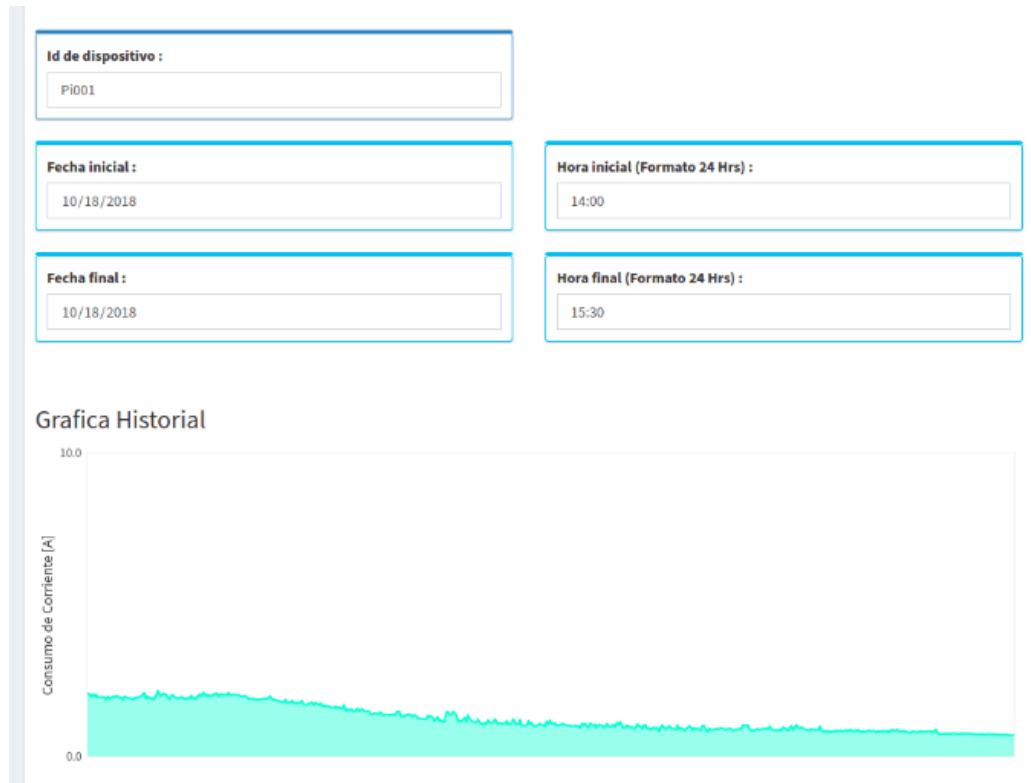 Id de dispositivo :
Pi001
Fecha inicial :
10/18/2018
Hora inicial (Formato 24 Hrs) :
14:00
Fecha final :
10/18/2018
Hora final (Formato 24 Hrs) :
15:30
Grafica Historial
10.0
Consumo de Corriente [A]
0.0